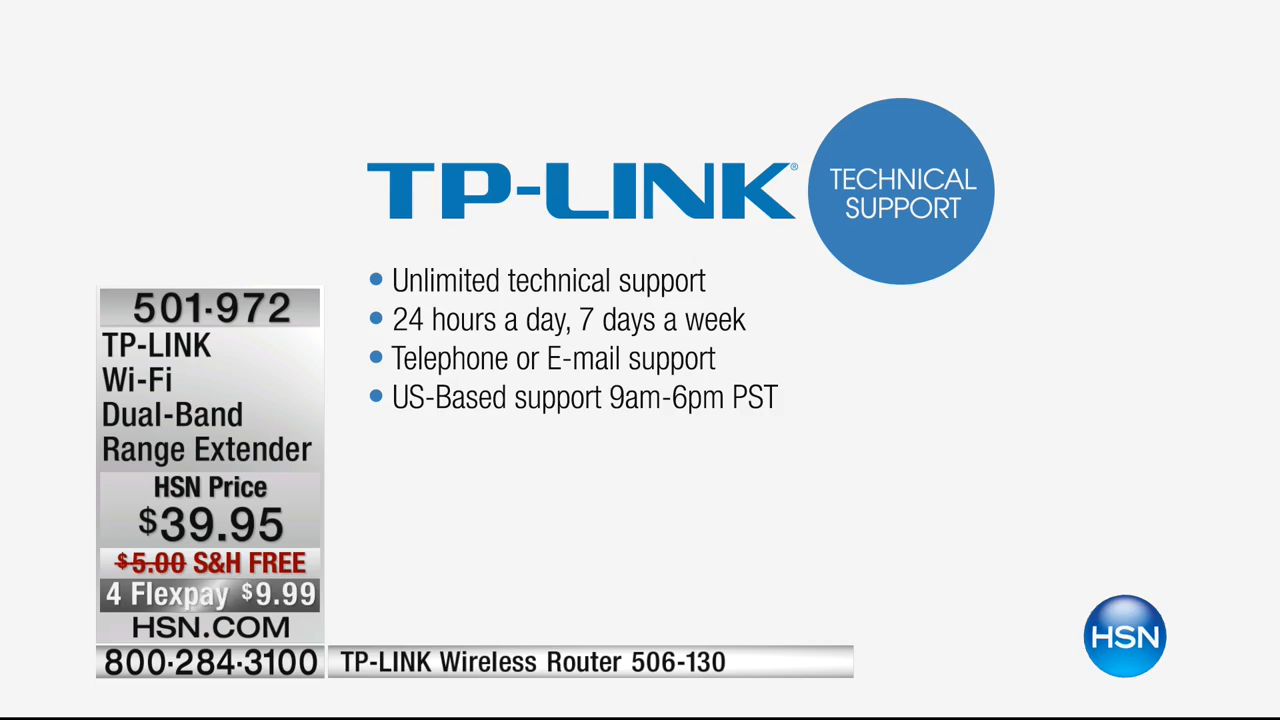 TP-LINK®
TECHNICAL
SUPPORT
• Unlimited technical support
• 24 hours a day, 7 days a week
• Telephone or E-mail support
• US-Based support 9am-6pm PST
501·972
TP-LINK
Wi-Fi
Dual-Band
Range Extender
HSN Price
$39.95
$5.00 S&H FREE
4 Flexpay $9.99
HSN.COM
800·284·3100
TP-LINK Wireless Router 506-130
HSN